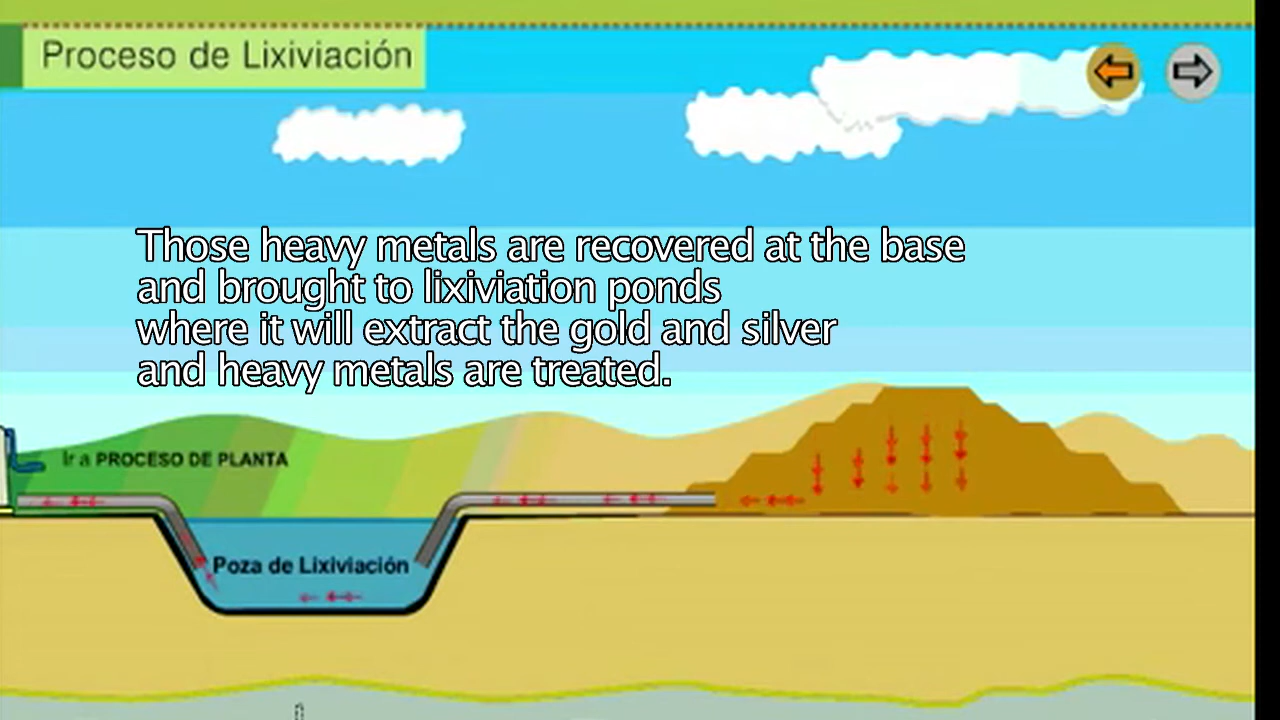 Proceso de Lixiviación
Those heavy metals are recovered at the base
and brought to lixiviation ponds
where it will extract the gold and silver
and heavy metals are treated.
Ir a PROCESO DE PLANTA
Poza de Lixiviación